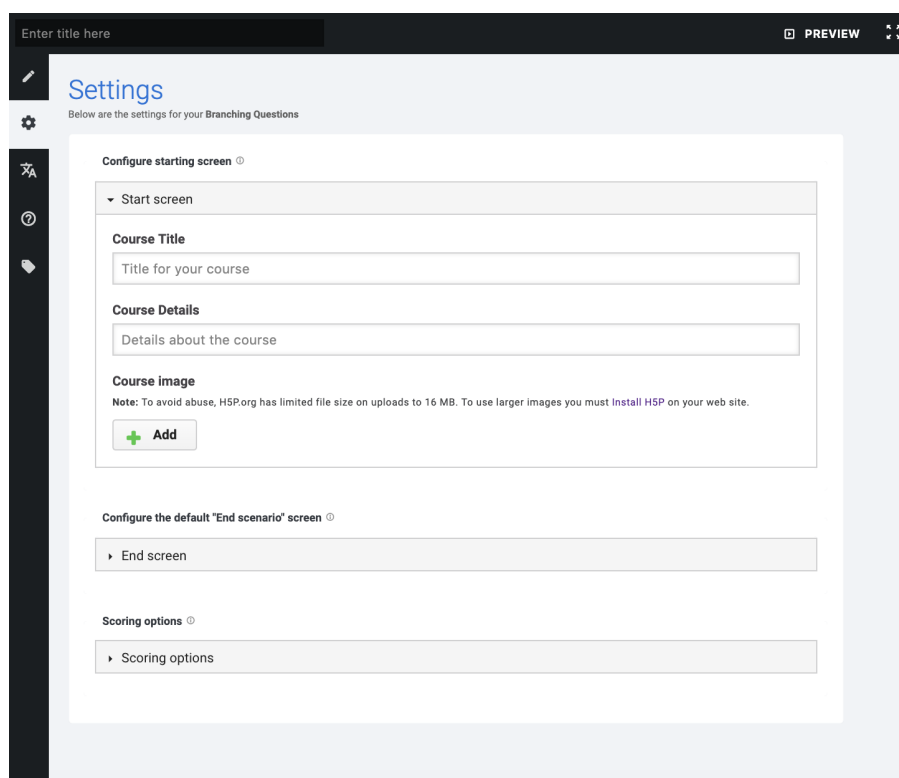 Enter title here
PREVIEW
Settings
Below are the settings for your Branching Questions
Configure starting screen
Start screen
Course Title
Title for your course
Course Details
Details about the course
Course image
Note: To avoid abuse, H5P.org has limited file size on uploads to 16 MB. To use larger images you must Install H5P on your web site.
Add
Configure the default "End scenario" screen
End screen
Scoring options
Scoring options